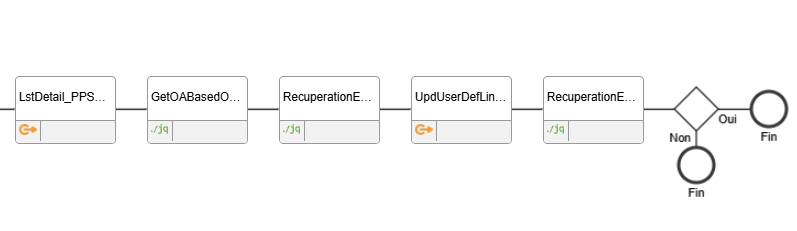 LstDetail_PPS...
GetOABasedO...
RecuperationE...
UpdUserDefLin...
RecuperationE...
./jq
./jq
./jq
Oui
Non
Fin
Fin